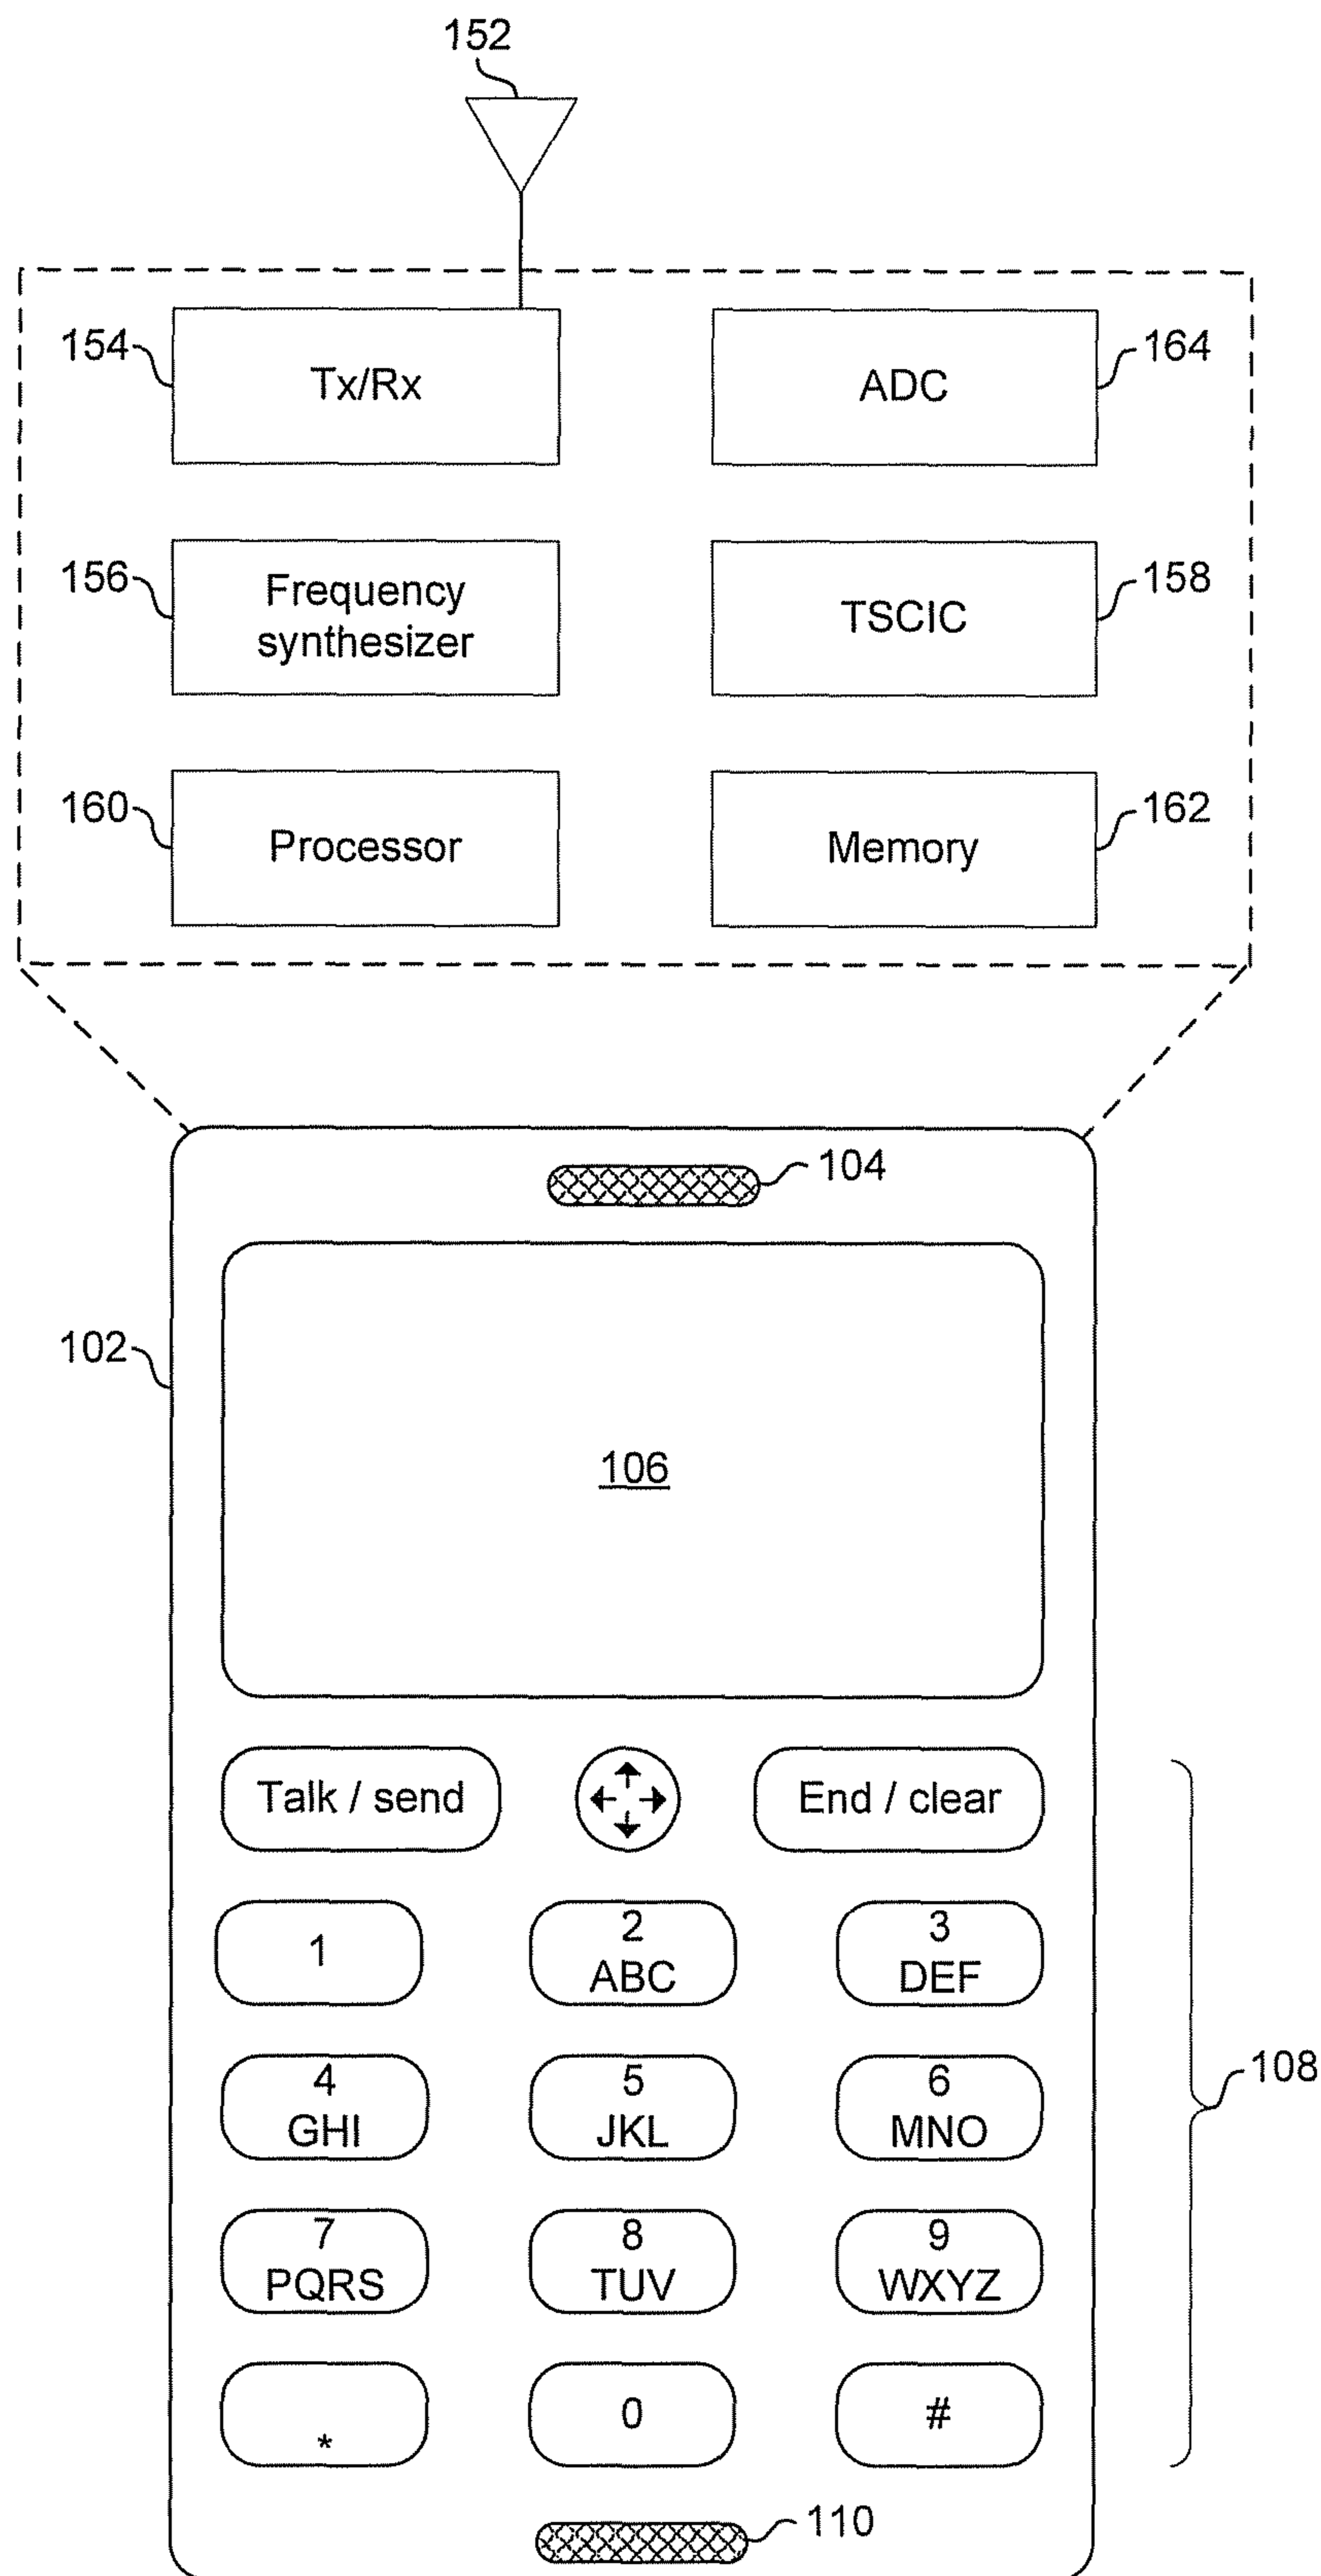 152
154
Tx/Rx
ADC
164
156
Frequency
synthesizer
TSCIC
158
160
Processor
Memory
162
104
102
106
Talk / send
End / clear
1
2
ABC
3
DEF
4
GHI
5
JKL
6
MNO
108
7
PQRS
8
TUV
9
WXYZ
*
0
#
110